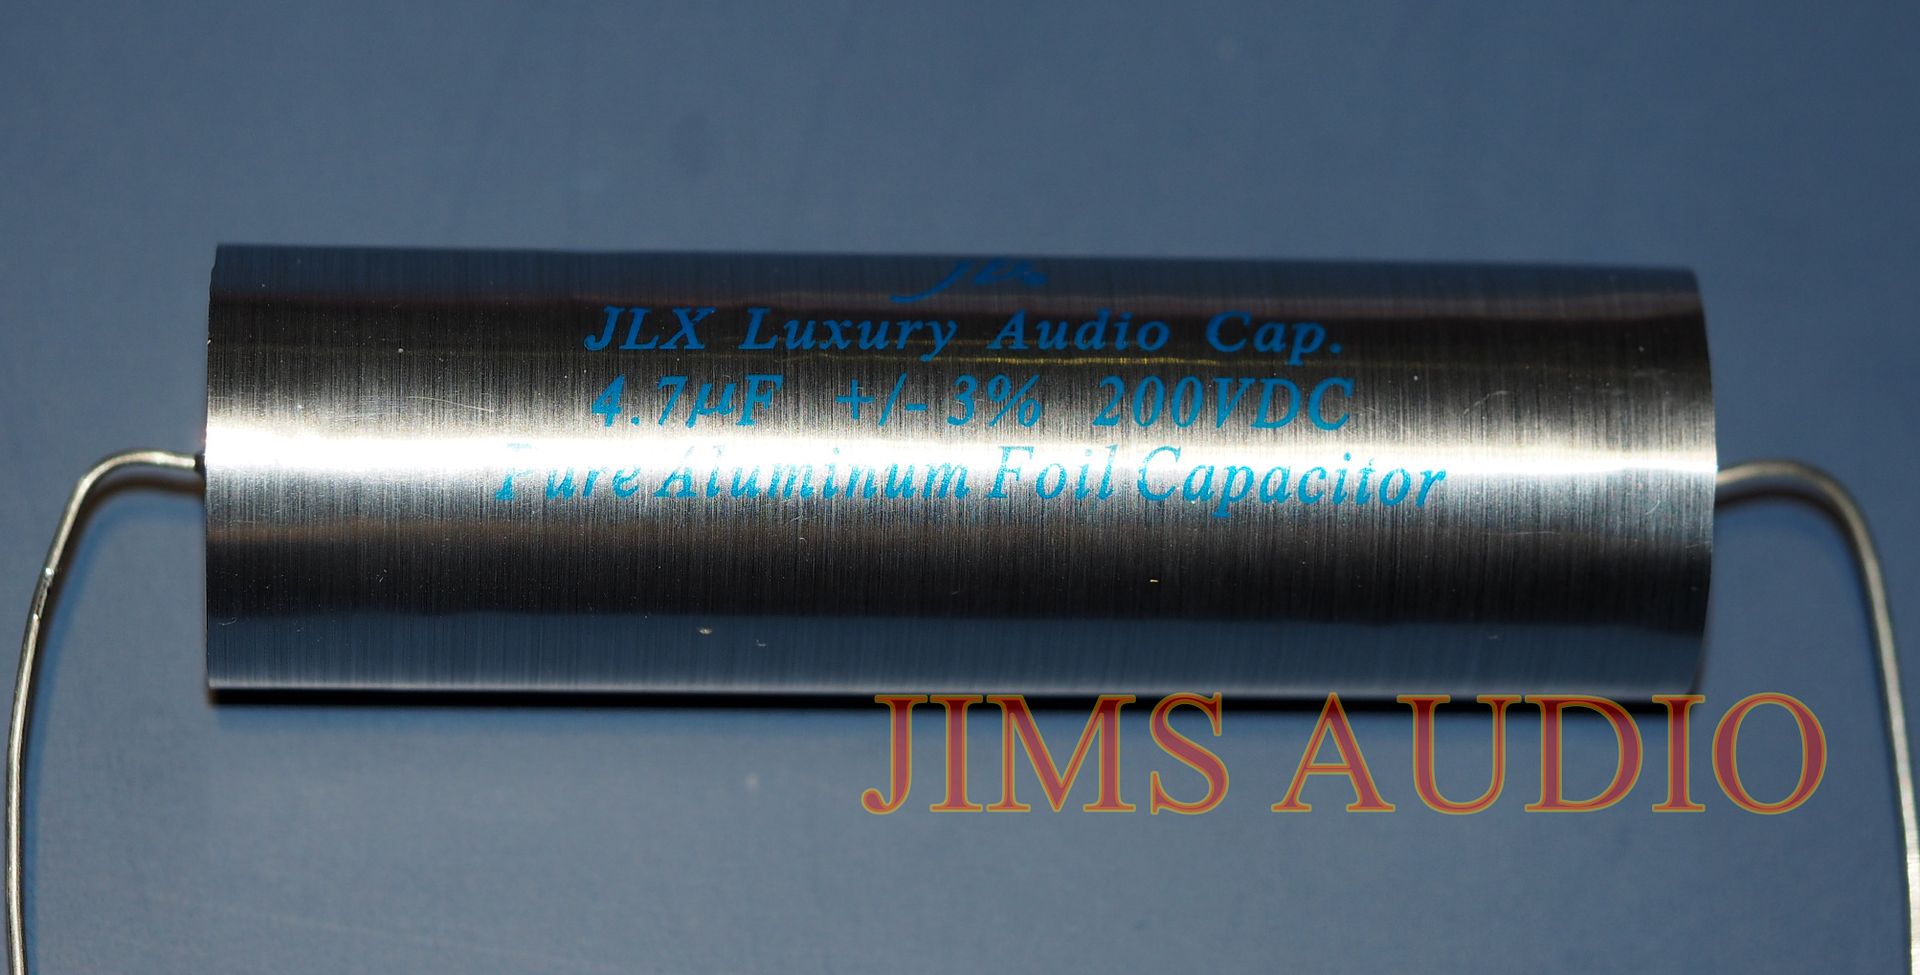 JLX Luxury Audio Cap.
4.7μF +/-3% 200VDC
Pure Aluminum Foil Capacitor
JIMS AUDIO